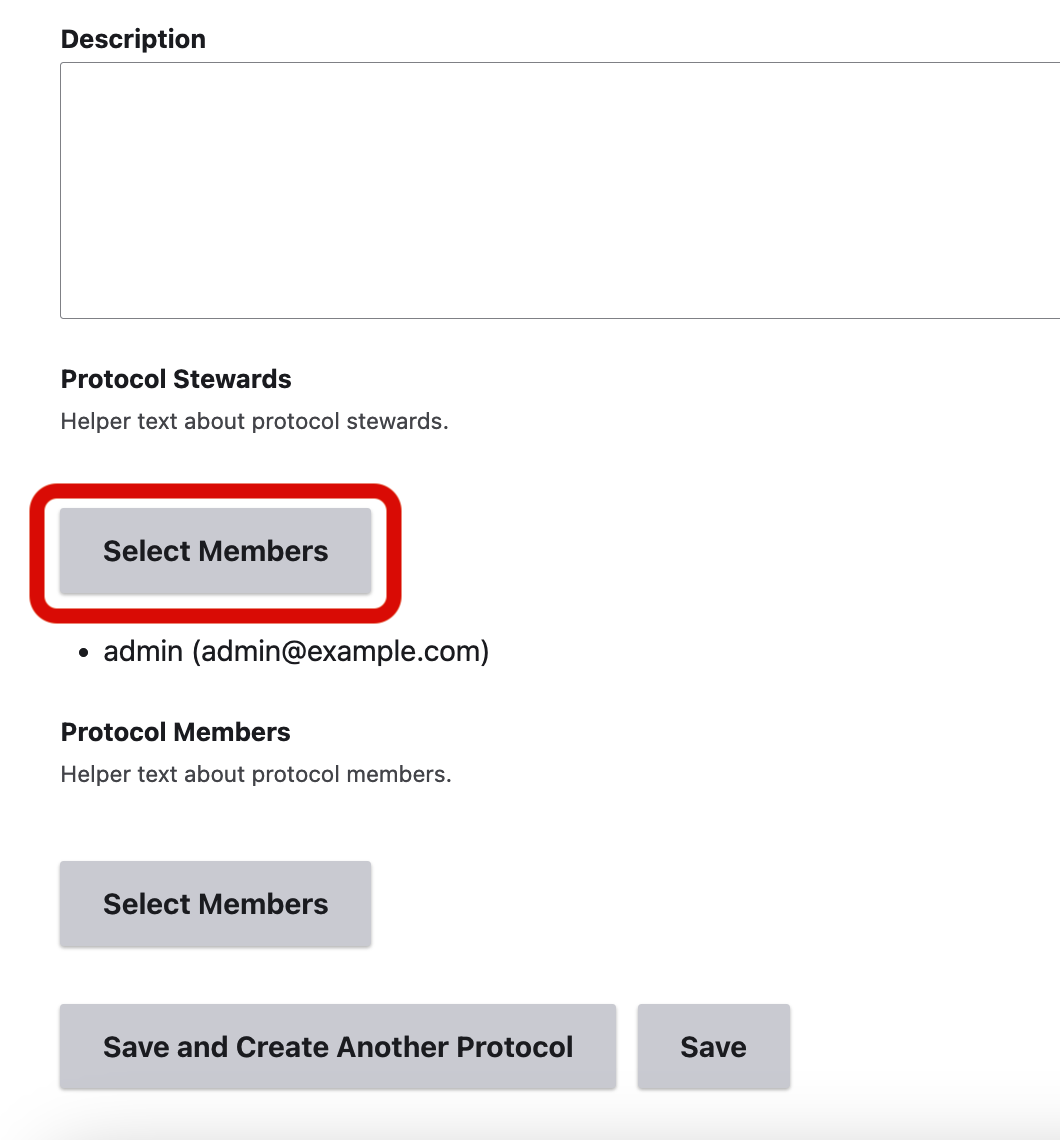 Description
Protocol Stewards
Helper text about protocol stewards.
Select Members
• admin (admin@example.com)
Protocol Members
Helper text about protocol members.
Select Members
Save and Create Another Protocol Save